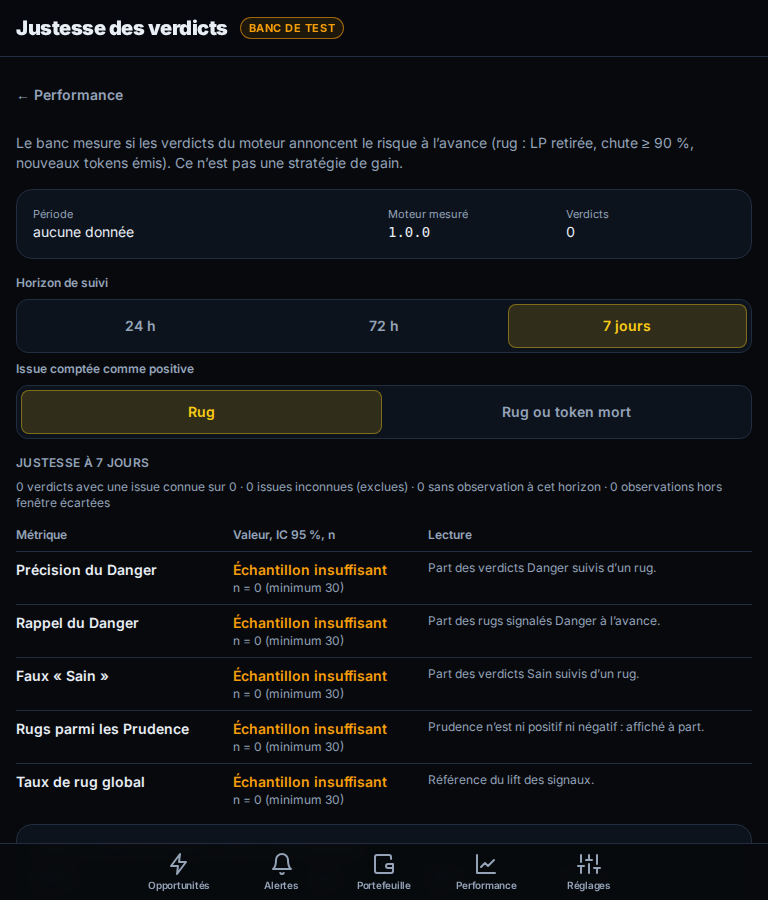 Justesse des verdicts BANC DE TEST
← Performance
Le banc mesure si les verdicts du moteur annoncent le risque à l’avance (rug : LP retirée, chute ≥ 90 %,
nouveaux tokens émis). Ce n’est pas une stratégie de gain.
Période Moteur mesuré Verdicts
aucune donnée 1.0.0 0
Horizon de suivi
24 h 72 h 7 jours
Issue comptée comme positive
Rug Rug ou token mort
JUSTESSE À 7 JOURS
0 verdicts avec une issue connue sur 0 · 0 issues inconnues (exclues) · 0 sans observation à cet horizon · 0 observations hors
fenêtre écartées
Métrique Valeur, IC 95 %, n Lecture
Précision du Danger Échantillon insuffisant Part des verdicts Danger suivis d’un rug.
n = 0 (minimum 30)
Rappel du Danger Échantillon insuffisant Part des rugs signalés Danger à l’avance.
n = 0 (minimum 30)
Faux « Sain » Échantillon insuffisant Part des verdicts Sain suivis d’un rug.
n = 0 (minimum 30)
Rugs parmi les Prudence Échantillon insuffisant Prudence n’est ni positif ni négatif : affiché à part.
n = 0 (minimum 30)
Taux de rug global Échantillon insuffisant Référence du lift des signaux.
n = 0 (minimum 30)
Opportunités Alertes Portefeuille Performance Réglages